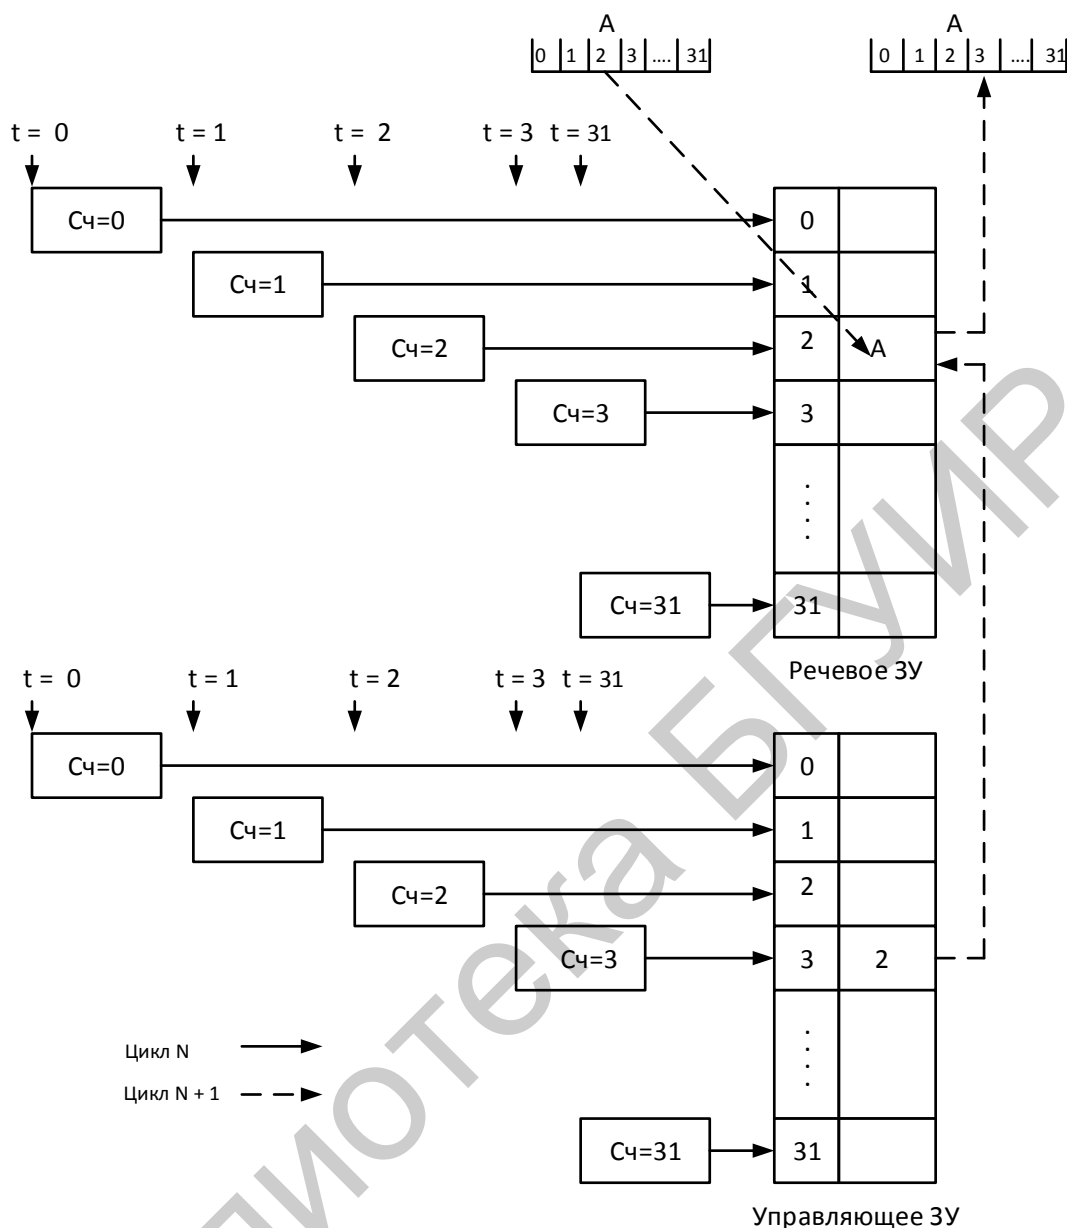 A A
0 1 2 3 .... 31 0 1 2 3 .... 31
t = 0 t = 1 t = 2 t = 3 t = 31
Сч=0 0
Сч=1 1
Сч=2 2 А
Сч=3 3
Сч=31 31
Речевое ЗУ
t = 0 t = 1 t = 2 t = 3 t = 31
Сч=0 0
Сч=1 1
Сч=2 2
Сч=3 3 2
Цикл N
Цикл N + 1
Сч=31 31
Управляющее ЗУ
лиотека БГУИР